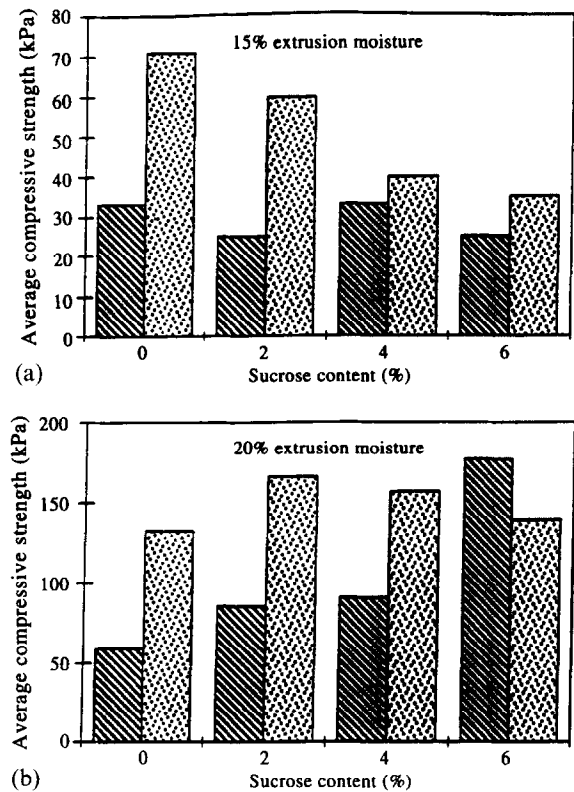 80
70
60
50
40
30
20
10
0
Average compressive strength (kPa)
15% extrusion moisture
0 2 4 6
(a)
Sucrose content (%)
200
150
100
50
0
Average compressive strength (kPa)
20% extrusion moisture
0 2 4 6
(b)
Sucrose content (%)